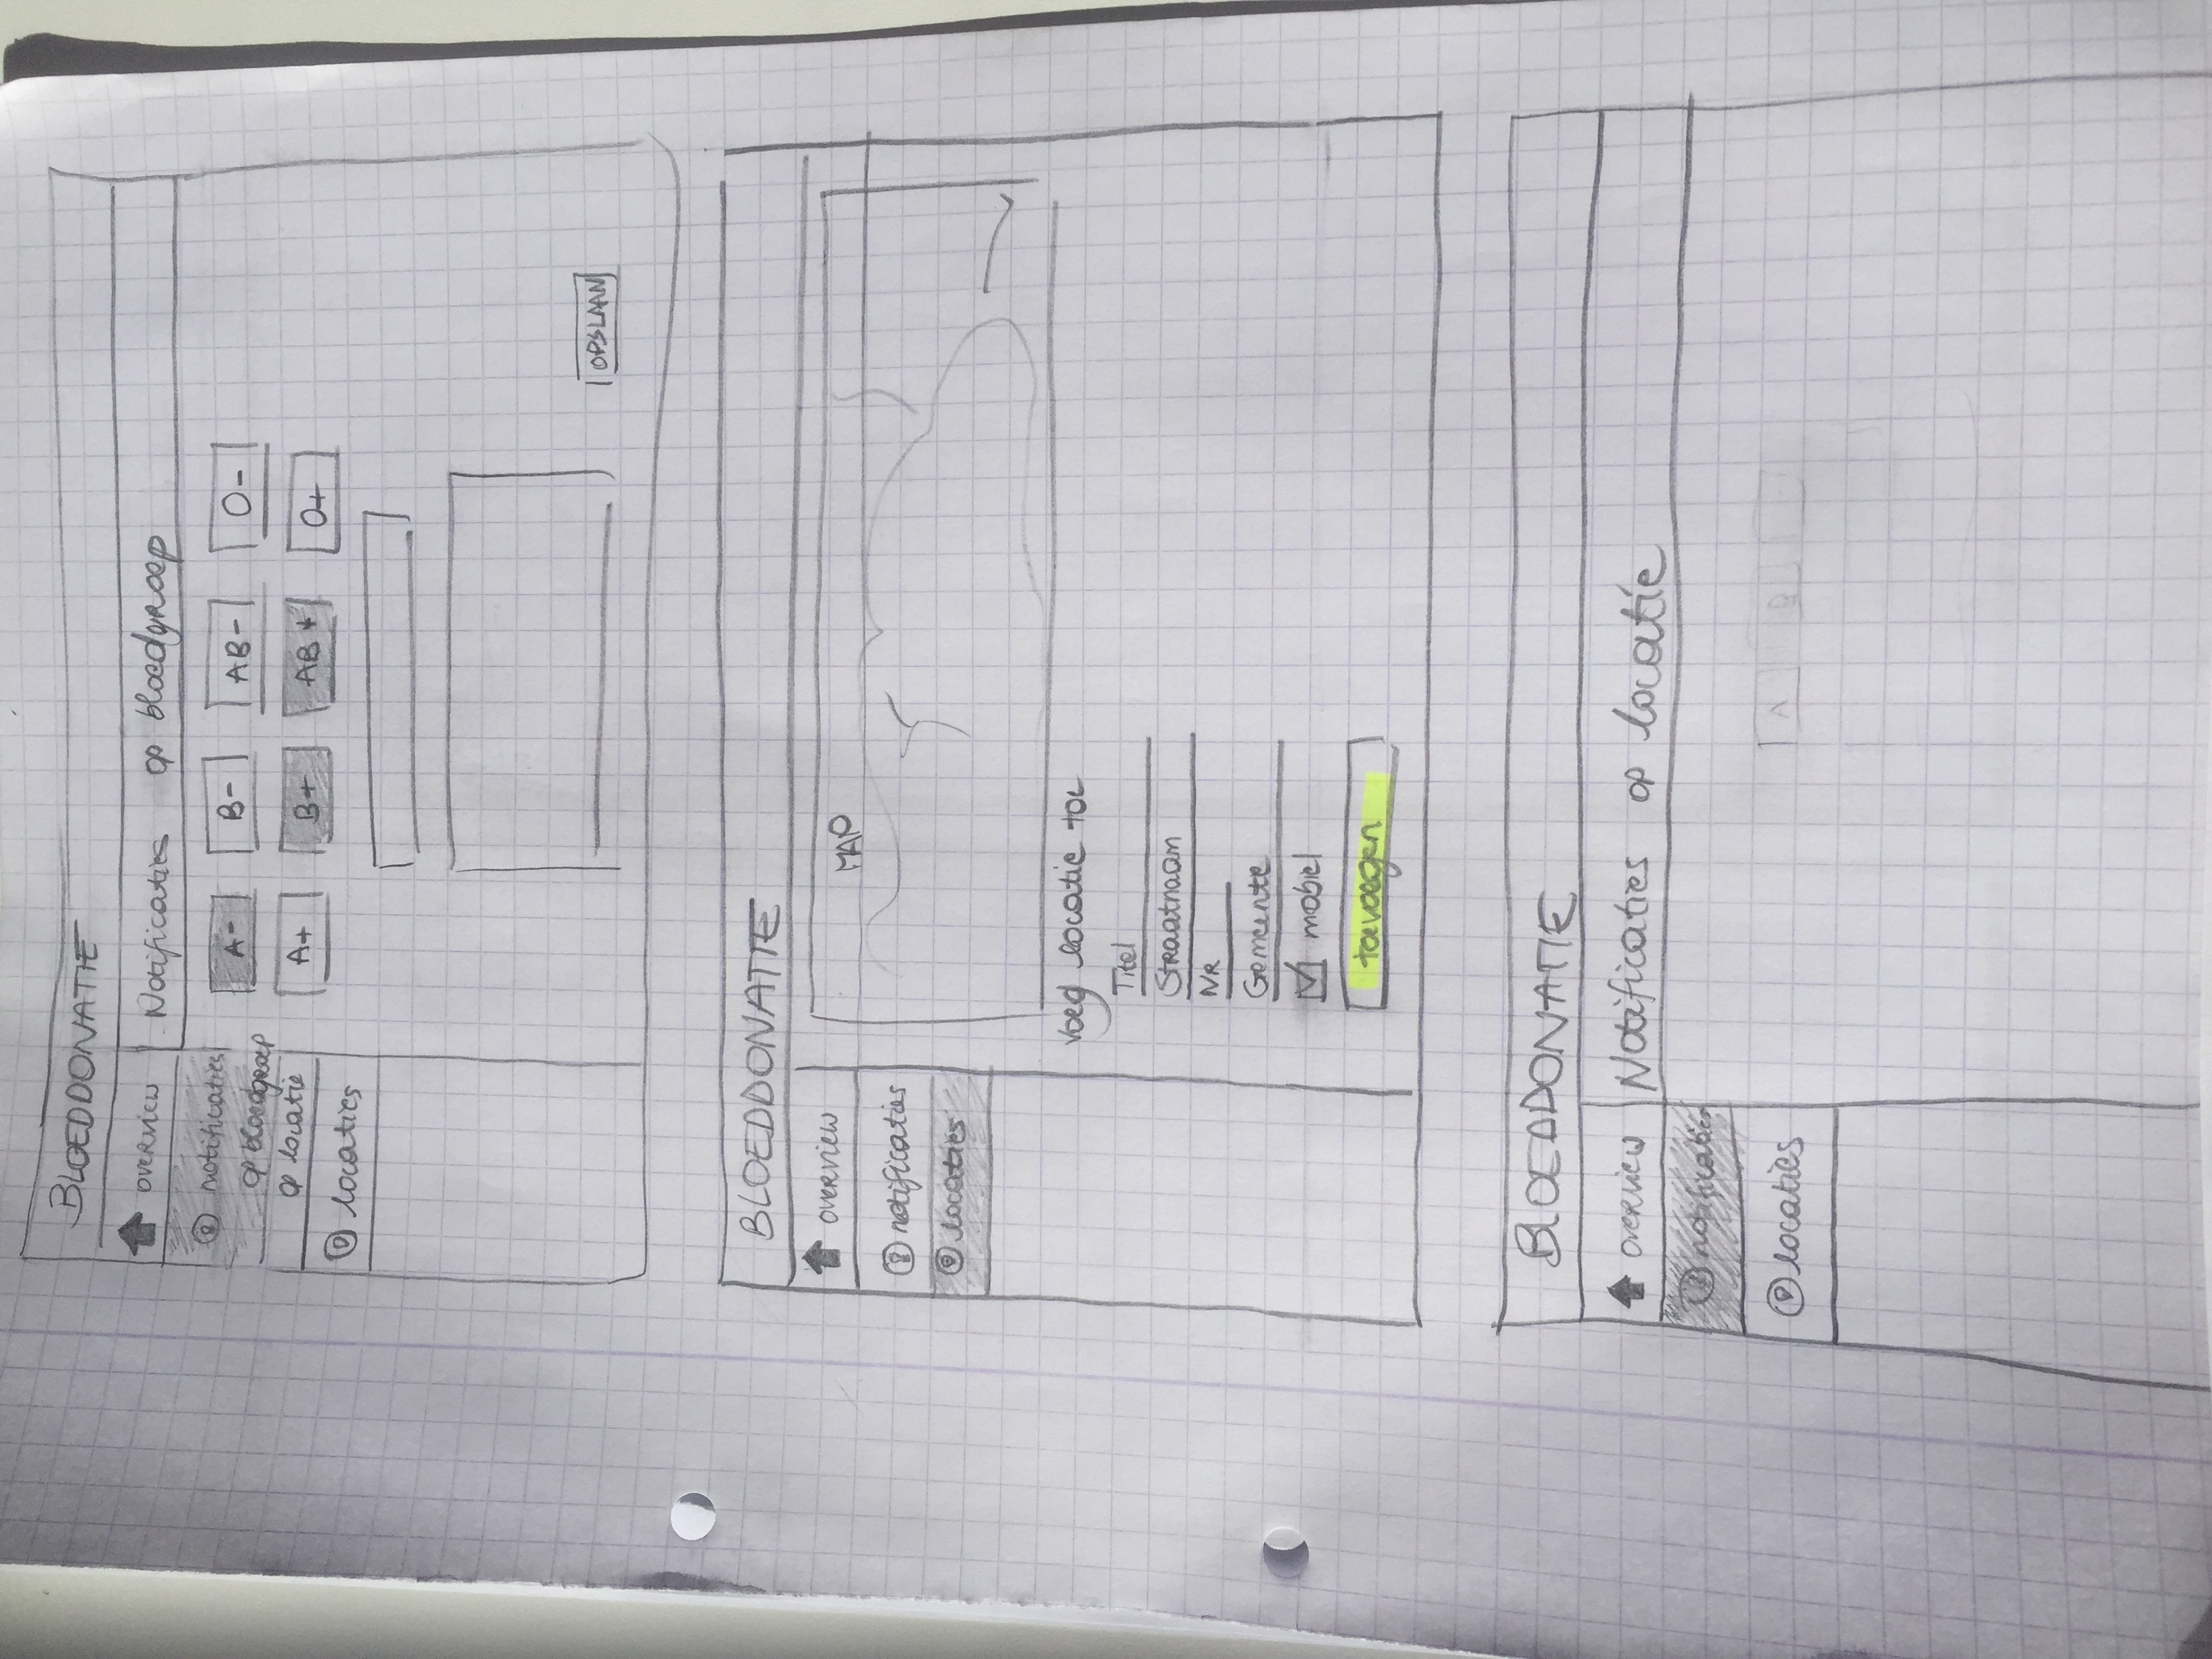 BLOEDDONATIE
overview
Notificaties op bloedgroep
notificaties
op bloedgroep
op locatie
locaties
A- B- AB- O-
A+ B+ AB+ O+
OPSLAAN
BLOEDDONATIE
overview
notificaties
locaties
MAP
Voeg locatie toe
Titel
Straatnaam
NR
Gemeente
mobiel
toevoegen
BLOEDDONATIE
overview
Notificaties op locatie
notificaties
locaties
A B